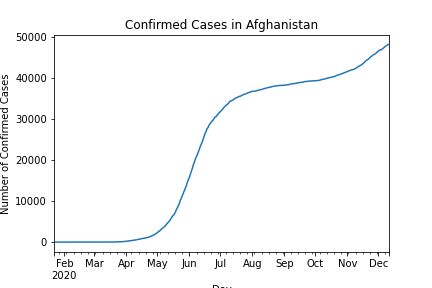 Confirmed Cases in Afghanistan
Number of Confirmed Cases
50000
40000
30000
20000
10000
0
Feb Mar Apr May Jun Jul Aug Sep Oct Nov Dec
2020